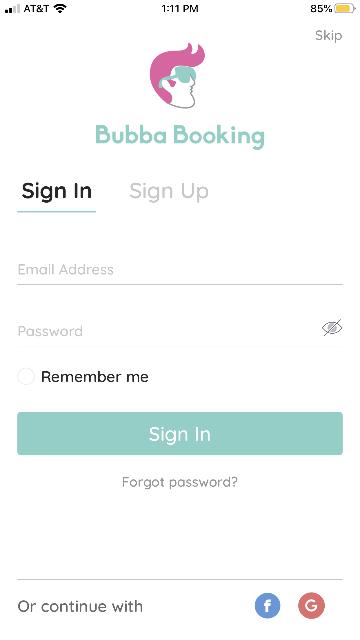 AT&T 1:11 PM 85%
Skip
Bubba Booking
Sign In Sign Up
Email Address
Password
Remember me
Sign In
Forgot password?
Or continue with f G